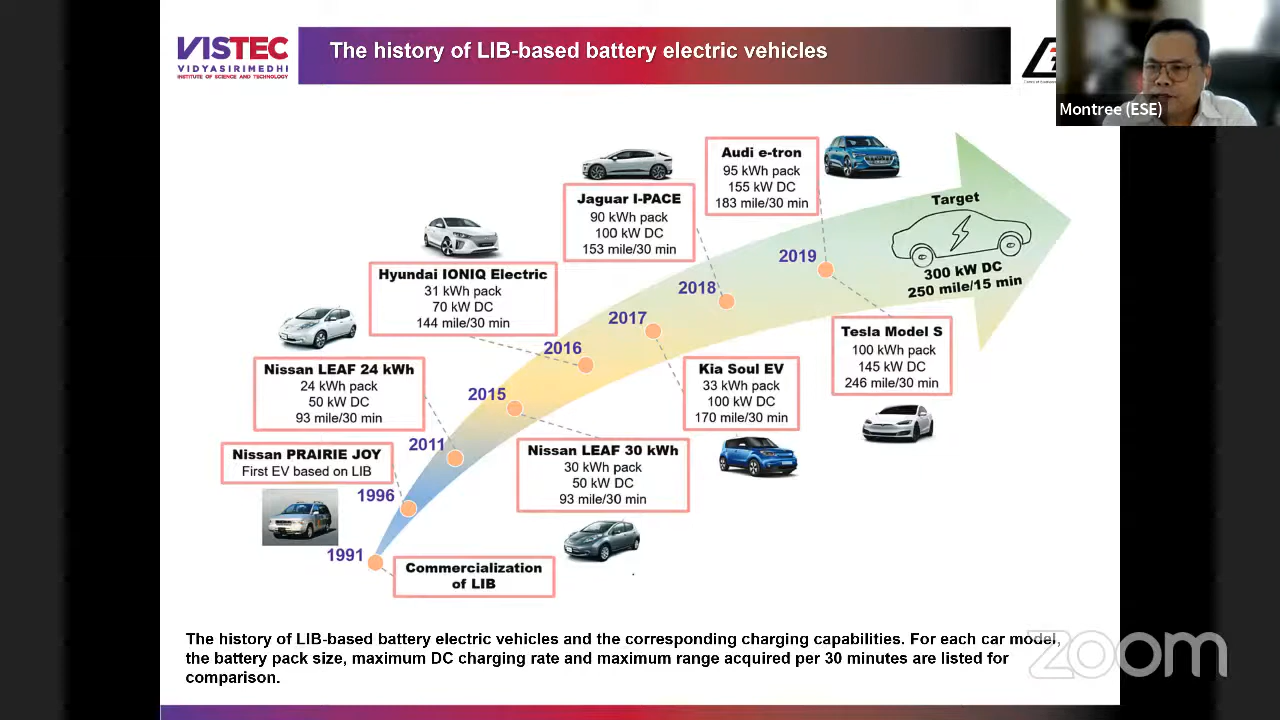 VISTEC
VIDYASIRIMEDHI
INSTITUTE OF SCIENCE AND TECHNOLOGY
The history of LIB-based battery electric vehicles
Montree (ESE)
Audi e-tron
95 kWh pack
155 kW DC
183 mile/30 min
Jaguar I-PACE
90 kWh pack
100 kW DC
153 mile/30 min
Target
300 kW DC
250 mile/15 min
Hyundai IONIQ Electric
31 kWh pack
70 kW DC
144 mile/30 min
2019
2018
2017
2016
Tesla Model S
100 kWh pack
145 kW DC
246 mile/30 min
Nissan LEAF 24 kWh
24 kWh pack
50 kW DC
93 mile/30 min
Kia Soul EV
33 kWh pack
100 kW DC
170 mile/30 min
2015
2011
Nissan PRAIRIE JOY
First EV based on LIB
Nissan LEAF 30 kWh
30 kWh pack
50 kW DC
93 mile/30 min
1996
1991
Commercialization
of LIB
The history of LIB-based battery electric vehicles and the corresponding charging capabilities. For each car model,
the battery pack size, maximum DC charging rate and maximum range acquired per 30 minutes are listed for
comparison.
zoom